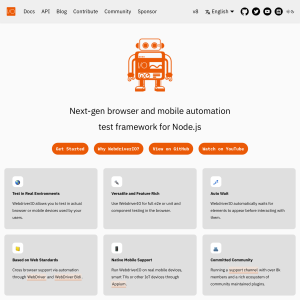 Docs API Blog Contribute Community Sponsor v8 English
Next-gen browser and mobile automation
test framework for Node.js
Get Started Why WebdriverIO? View on GitHub Watch on YouTube
Test in Real Environments
WebdriverIO allows you to test in actual
browser or mobile devices used by your
users.
Versatile and Feature Rich
WebdriverIO can be used for full e2e or unit and
component testing in the browser.
Auto Wait
WebdriverIO automatically waits for
elements to appear before interacting with
them.
Based on Web Standards
Cross browser support via automation
through WebDriver and WebDriver Bidi.
Native Mobile Support
Run WebdriverIO on real mobile devices,
smart TVs or other IoT devices through
Appium.
Committed Community
Running a support channel with over 8k
members and a rich ecosystem of
community maintained plugins.